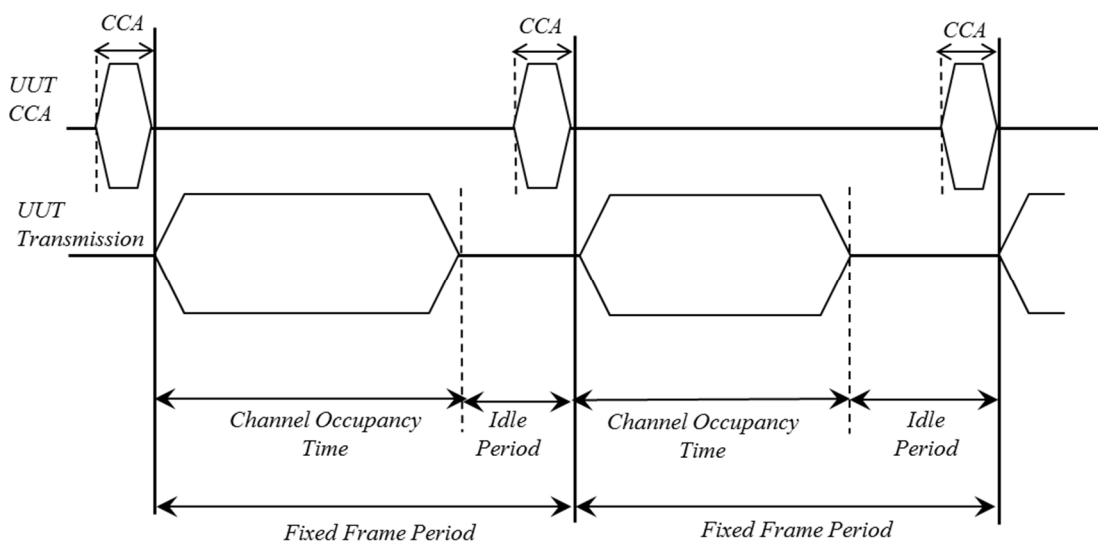 CCA
CCA
CCA
UUT
CCA
UUT
Transmission
Channel Occupancy
Time
Idle
Period
Channel Occupancy
Time
Idle
Period
Fixed Frame Period
Fixed Frame Period